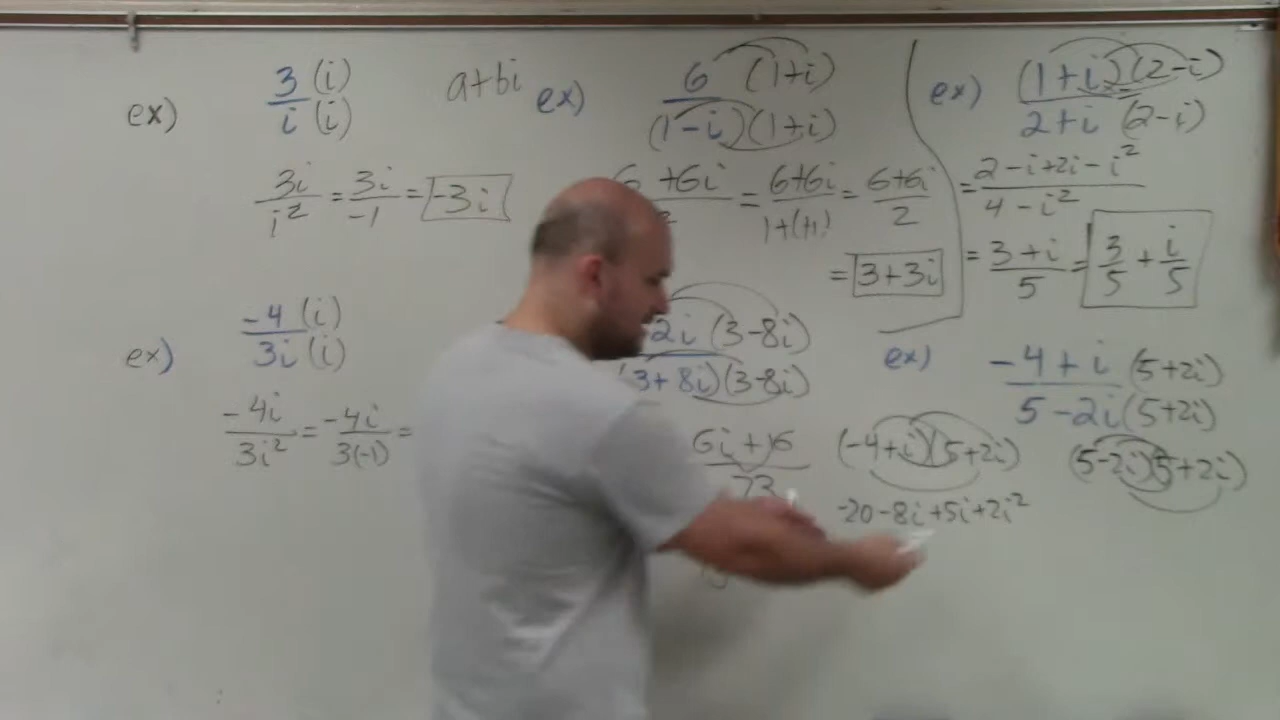 ex) 3 (i) / i (i)
a+bi
3i / i² = 3i / -1 = -3i
ex) 6 (1+i) / (1-i)(1+i)
6+6i / 2 = 6+6i / 1+(+1) = 6+6i / 2
= 3+3i
ex) (1+i)(2-i) / 2+i (2-i)
= 2-i+2i-i² / 4-i²
= 3+i / 5 = 3/5 + i/5
ex) -4 (i) / 3i (i)
-4i / 3i² = -4i / 3(-1) =
2i (3-8i) / (3+8i)(3-8i)
6i+16 / 73
ex) -4+i (5+2i) / 5-2i (5+2i)
(-4+i)(5+2i) (5-2i)(5+2i)
-20-8i+5i+2i²